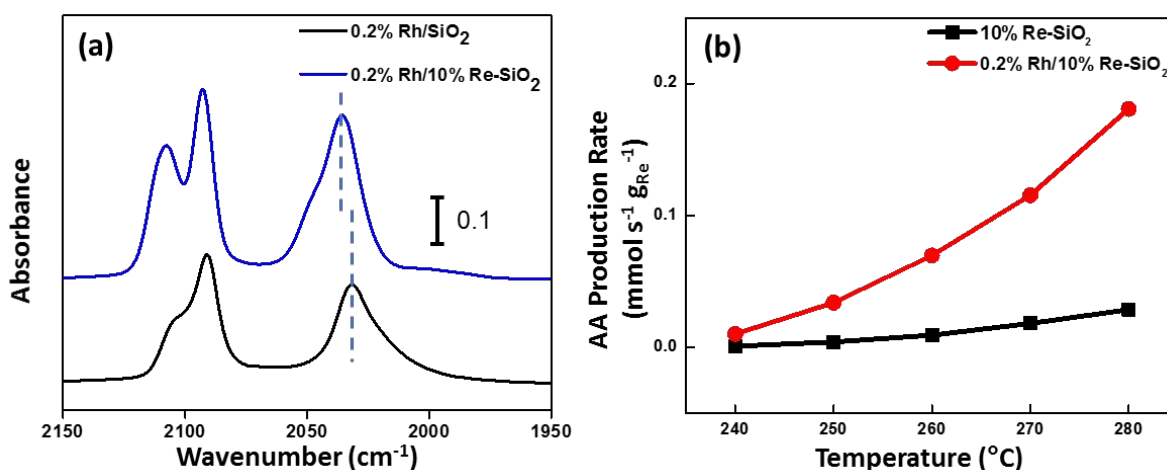 (a)
0.2% Rh/SiO2
0.2% Rh/10% Re-SiO2
0.1
Absorbance
2150 2100 2050 2000 1950
Wavenumber (cm-1)
(b)
10% Re-SiO2
0.2% Rh/10% Re-SiO2
AA Production Rate
(mmol s-1 gRe-1)
0.2
0.1
0.0
240 250 260 270 280
Temperature (°C)